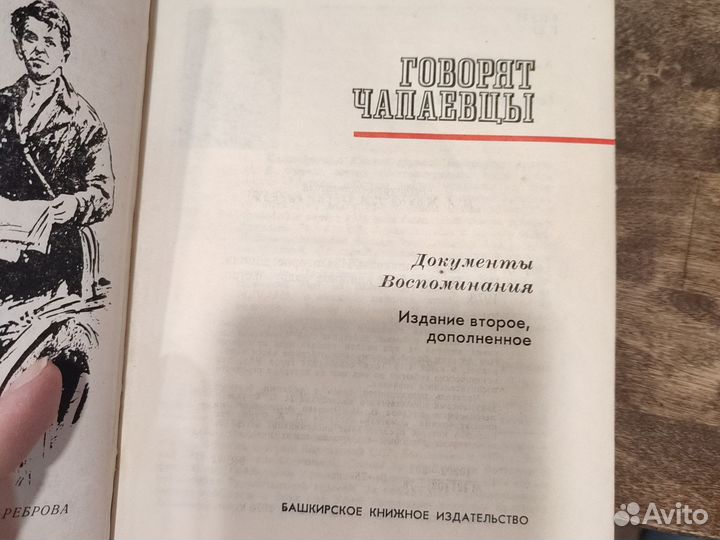 ГОВОРЯТ
ЧАПАЕВЦЫ
Документы
Воспоминания
Издание второе,
дополненное
РЕБРОВА
БАШКИРСКОЕ КНИЖНОЕ ИЗДАТЕЛЬСТВО
Avito